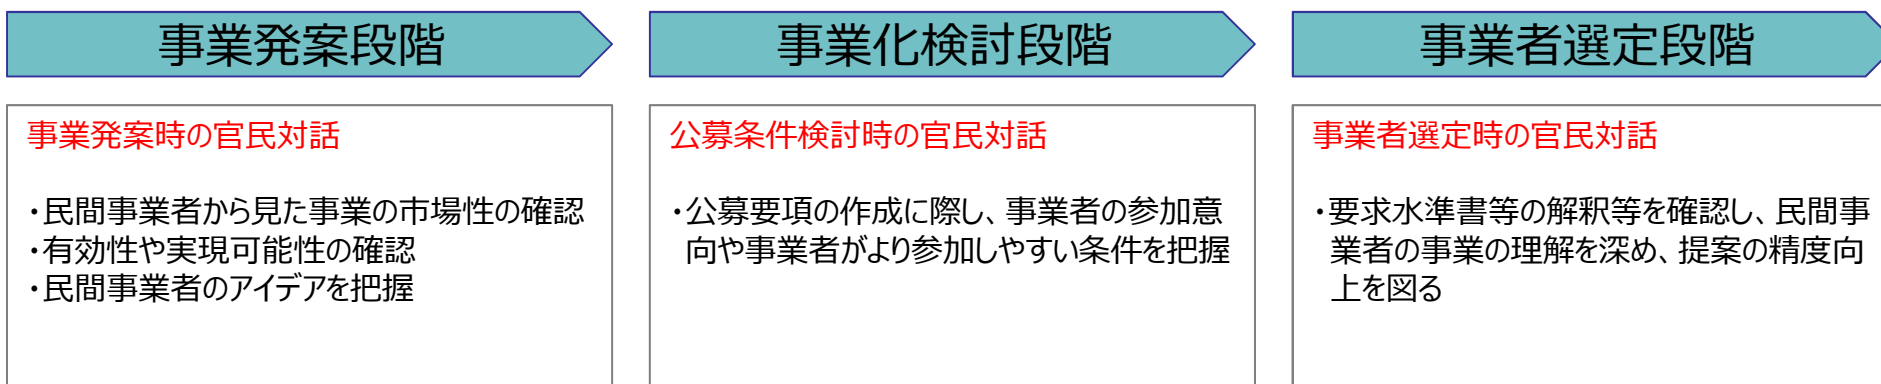 事業発案段階
事業発案時の官民対話
・民間事業者から見た事業の市場性の確認
・有効性や実現可能性の確認
・民間事業者のアイデアを把握
事業化検討段階
公募条件検討時の官民対話
・公募要項の作成に際し、事業者の参加意
向や事業者がより参加しやすい条件を把握
事業者選定段階
事業者選定時の官民対話
・要求水準書等の解釈等を確認し、民間事
業者の事業の理解を深め、提案の精度向
上を図る